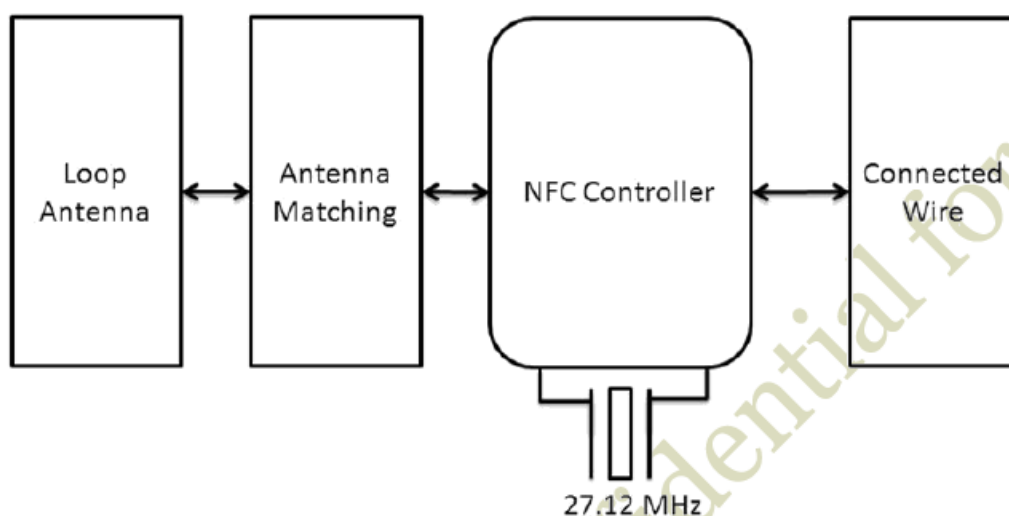 Loop
Antenna
Antenna
Matching
NFC Controller
Connected
Wire
27.12 MHz